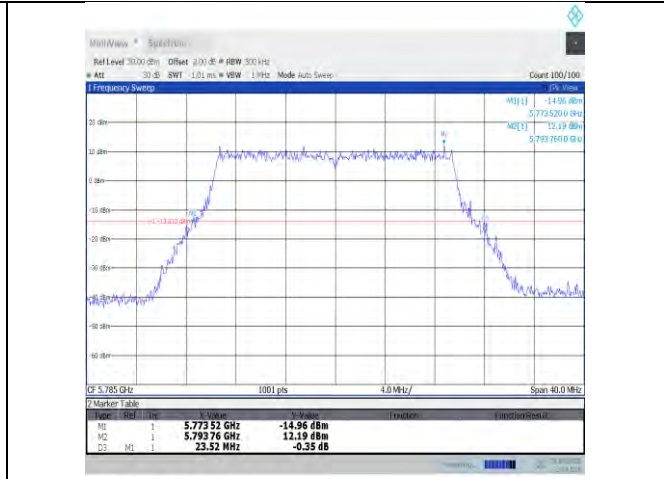 MultiView Spectrum
Ref Level 30.00 dBm Offset 2.00 dB RBW 300 kHz
Att 30 dB SWT 1.01 ms VBW 1 MHz Mode Auto Sweep Count 100/100
1 Frequency Sweep
M1[1] -14.96 dBm
5.773520 0 GHz
M2[1] 12.19 dBm
5.793760 0 GHz
20 dBm
M2
10 dBm
0 dBm
-10 dBm
M1
-20 dBm
-30 dBm
-40 dBm
-50 dBm
-60 dBm
CF 5.785 GHz 1001 pts 4.0 MHz/ Span 40.0 MHz
2 Marker Table
Type Ref Trc X-Value Y-Value Function Function Result
M1 1 5.773 52 GHz -14.96 dBm
M2 1 5.793 76 GHz 12.19 dBm
D3 M1 1 23.52 MHz -0.35 dB